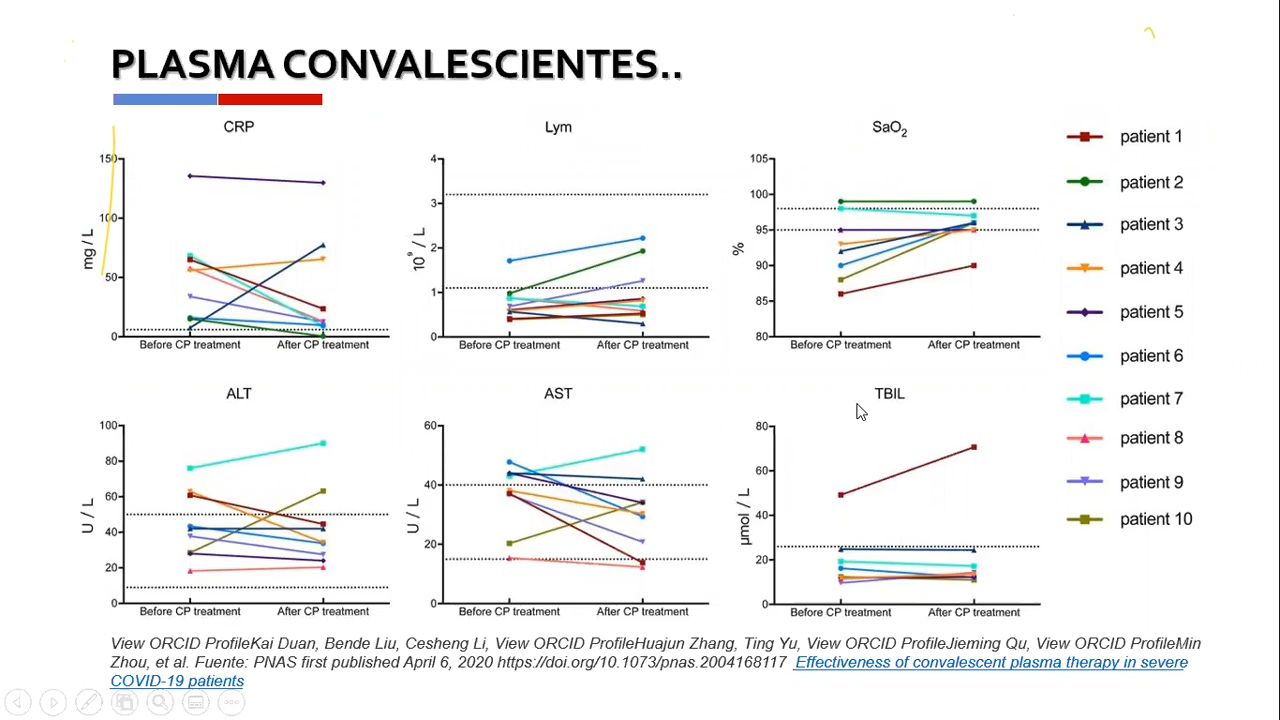 PLASMA CONVALESCIENTES..
CRP
150
100
50
0
mg / L
Before CP treatment
After CP treatment
Lym
4
3
2
1
0
10⁹ / L
Before CP treatment
After CP treatment
SaO₂
105
100
95
90
85
80
%
Before CP treatment
After CP treatment
patient 1
patient 2
patient 3
patient 4
patient 5
patient 6
patient 7
patient 8
patient 9
patient 10
ALT
100
80
60
40
20
0
U / L
Before CP treatment
After CP treatment
AST
60
40
20
0
U / L
Before CP treatment
After CP treatment
TBIL
80
60
40
20
0
μmol / L
Before CP treatment
After CP treatment
View ORCID ProfileKai Duan, Bende Liu, Cesheng Li, View ORCID ProfileHuajun Zhang, Ting Yu, View ORCID ProfileJieming Qu, View ORCID ProfileMin
Zhou, et al. Fuente: PNAS first published April 6, 2020 https://doi.org/10.1073/pnas.2004168117 Effectiveness of convalescent plasma therapy in severe
COVID-19 patients